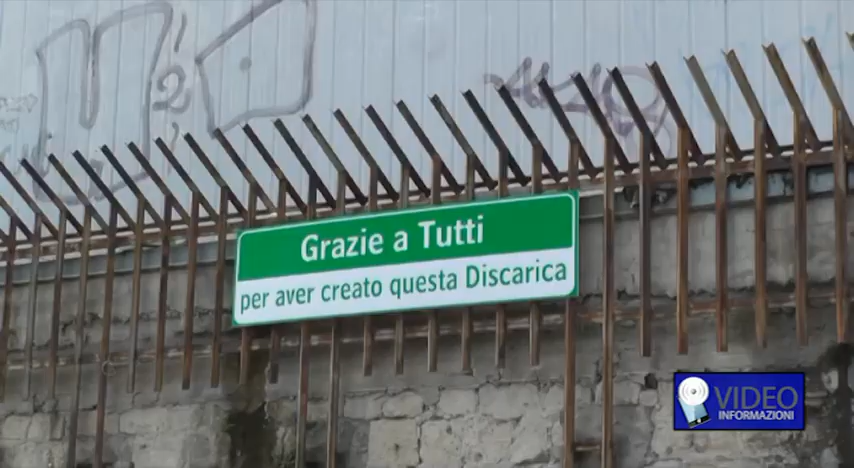 Grazie a Tutti
per aver creato questa Discarica
VIDEO
INFORMAZIONI